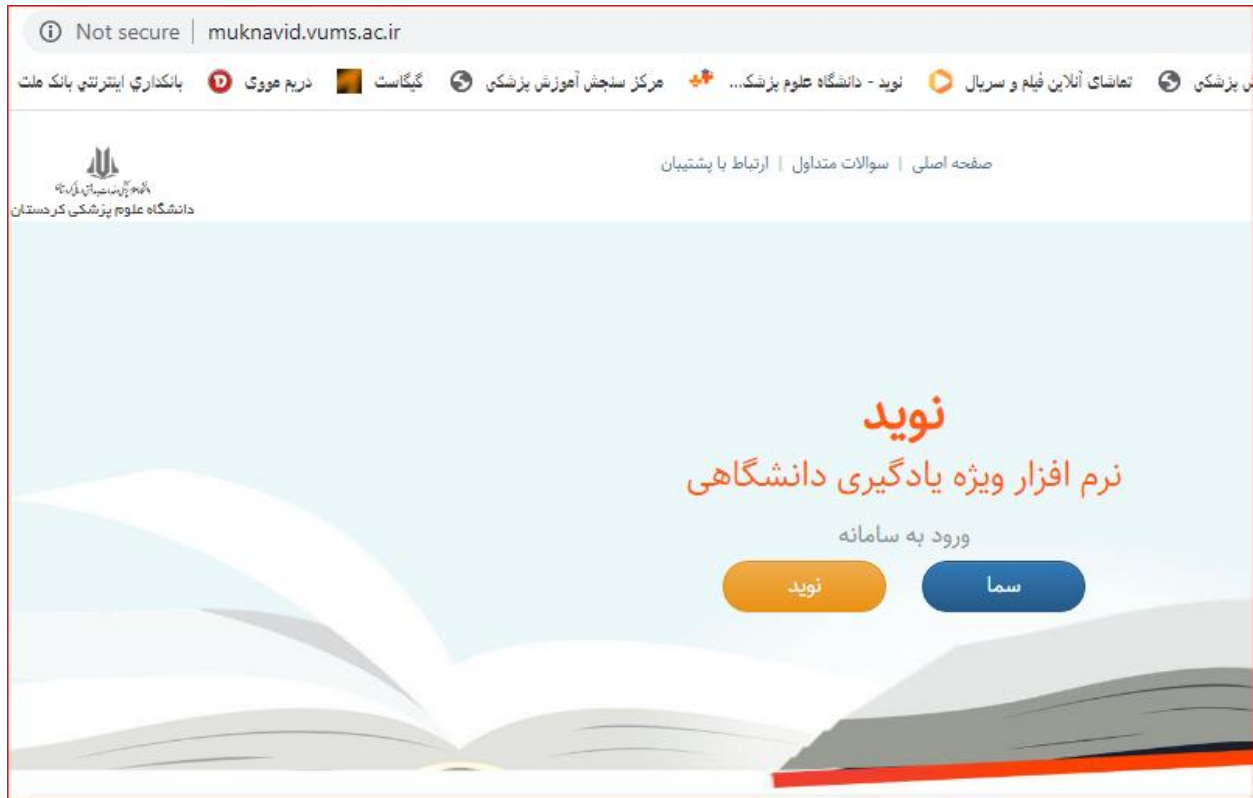 Not secure | muknavid.vums.ac.ir
ش پزشکی تماشای آنلاین فیلم و سریال نوید - دانشگاه علوم پزشک... مرکز سنجش آموزش پزشکی گیگاست دریم مووی بانکداري اینترنتي بانک ملت
صفحه اصلی | سوالات متداول | ارتباط با پشتیبان
دانشگاه علوم پزشکی کردستان
نوید
نرم افزار ویژه یادگیری دانشگاهی
ورود به سامانه
سما
نوید